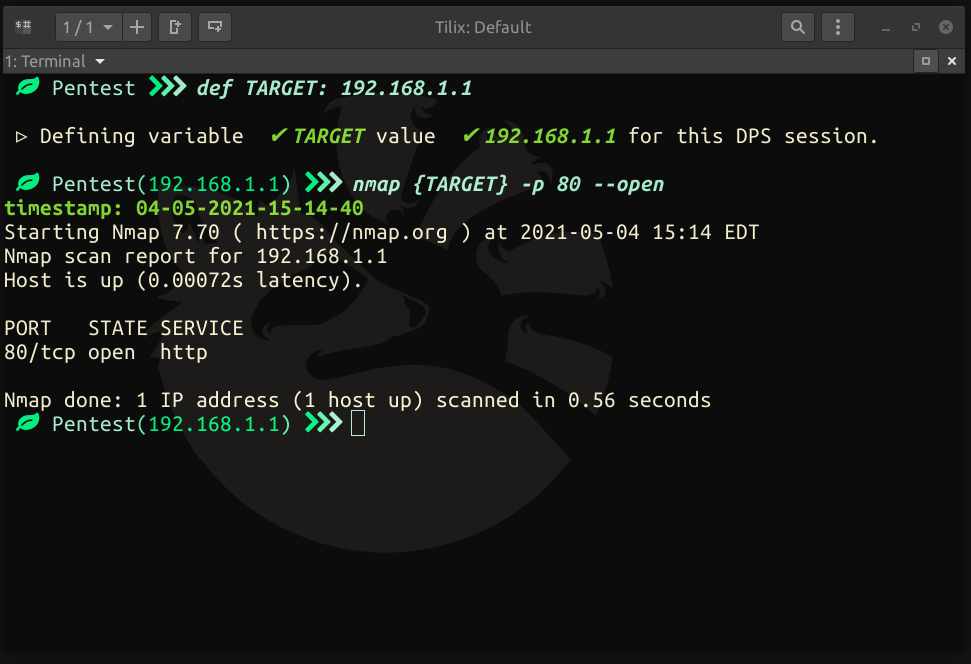 1 / 1
Tilix: Default
1: Terminal
Pentest ❯❯❯ def TARGET: 192.168.1.1
▷ Defining variable ✔TARGET value ✔192.168.1.1 for this DPS session.
Pentest(192.168.1.1) ❯❯❯ nmap {TARGET} -p 80 --open
timestamp: 04-05-2021-15-14-40
Starting Nmap 7.70 ( https://nmap.org ) at 2021-05-04 15:14 EDT
Nmap scan report for 192.168.1.1
Host is up (0.00072s latency).
PORT   STATE SERVICE
80/tcp open  http
Nmap done: 1 IP address (1 host up) scanned in 0.56 seconds
Pentest(192.168.1.1) ❯❯❯